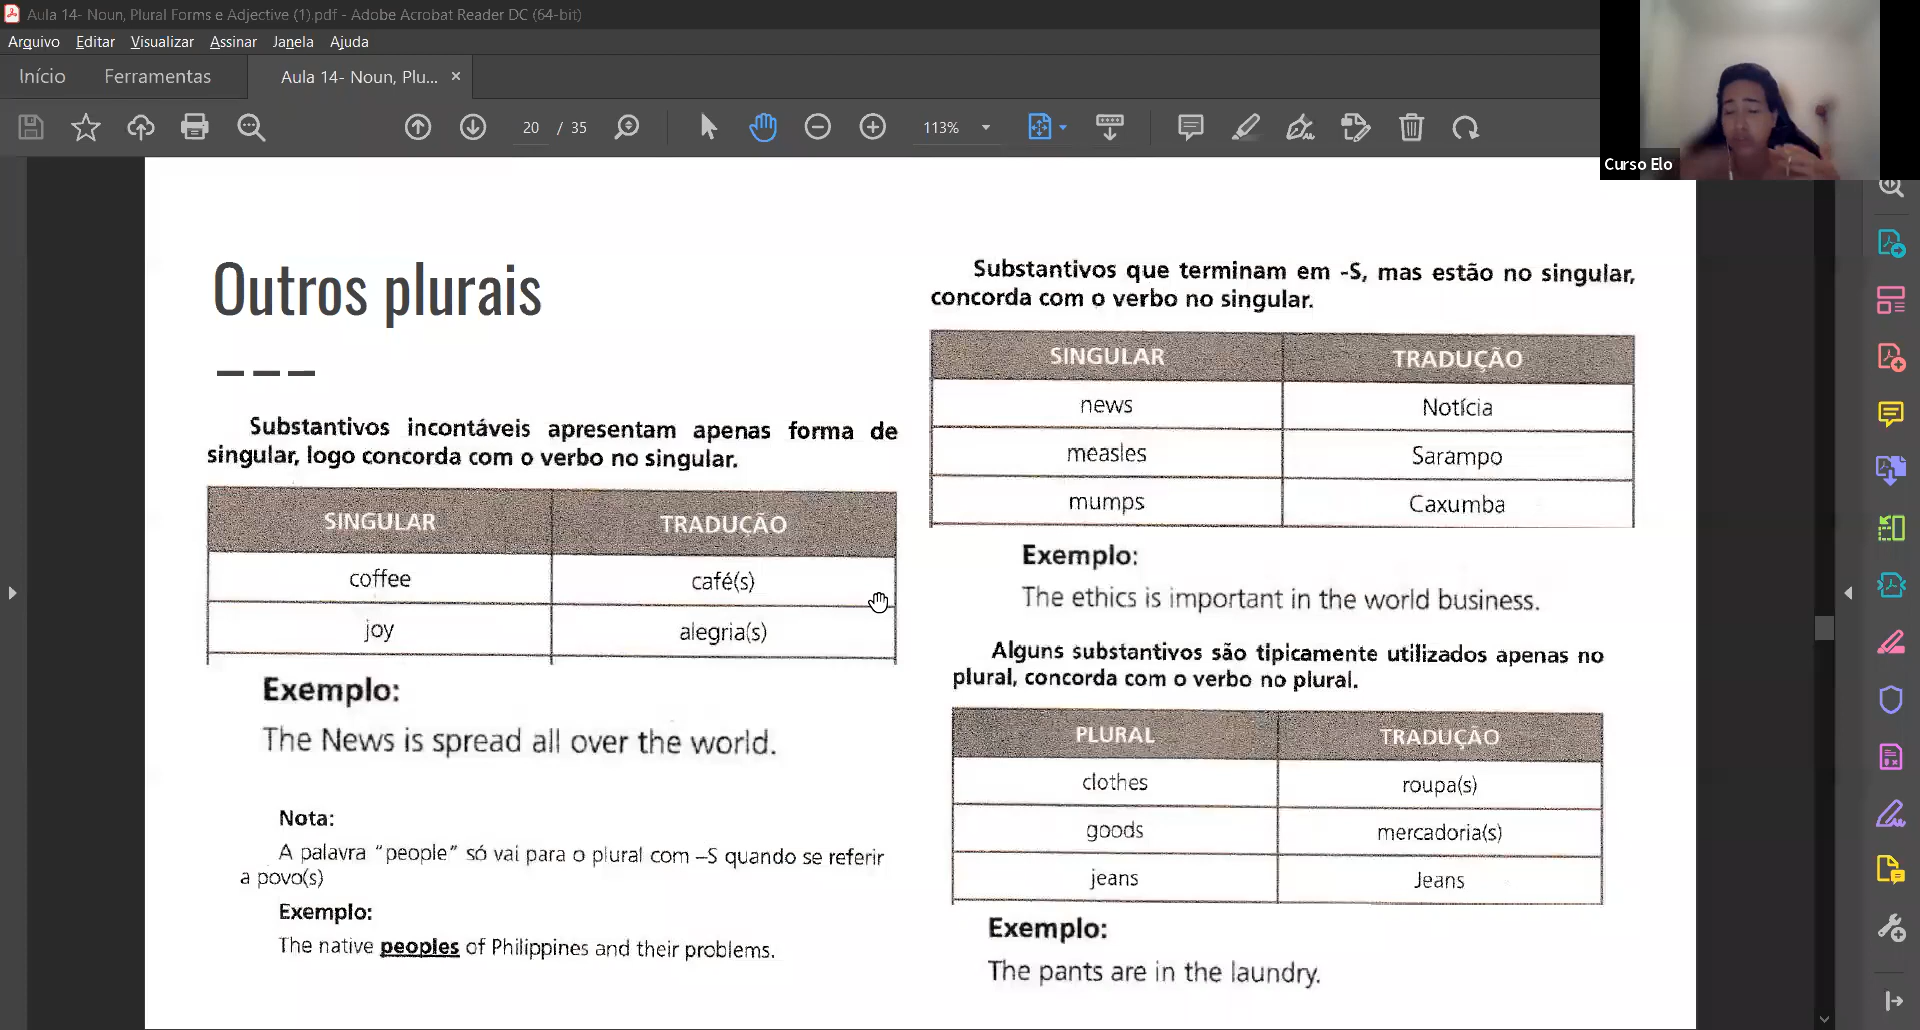 Aula 14- Noun, Plural Forms e Adjective (1).pdf - Adobe Acrobat Reader DC (64-bit)
Arquivo Editar Visualizar Assinar Janela Ajuda
Início Ferramentas Aula 14- Noun, Plu... ×
20 / 35 113%
Curso Elo
Outros plurais
Substantivos incontáveis apresentam apenas forma de
singular, logo concorda com o verbo no singular.
SINGULAR TRADUÇÃO
coffee café(s)
joy alegria(s)
Exemplo:
The News is spread all over the world.
Nota:
A palavra "people" só vai para o plural com –S quando se referir
a povo(s)
Exemplo:
The native peoples of Philippines and their problems.
Substantivos que terminam em -S, mas estão no singular,
concorda com o verbo no singular.
SINGULAR TRADUÇÃO
news Notícia
measles Sarampo
mumps Caxumba
Exemplo:
The ethics is important in the world business.
Alguns substantivos são tipicamente utilizados apenas no
plural, concorda com o verbo no plural.
PLURAL TRADUÇÃO
clothes roupa(s)
goods mercadoria(s)
jeans Jeans
Exemplo:
The pants are in the laundry.